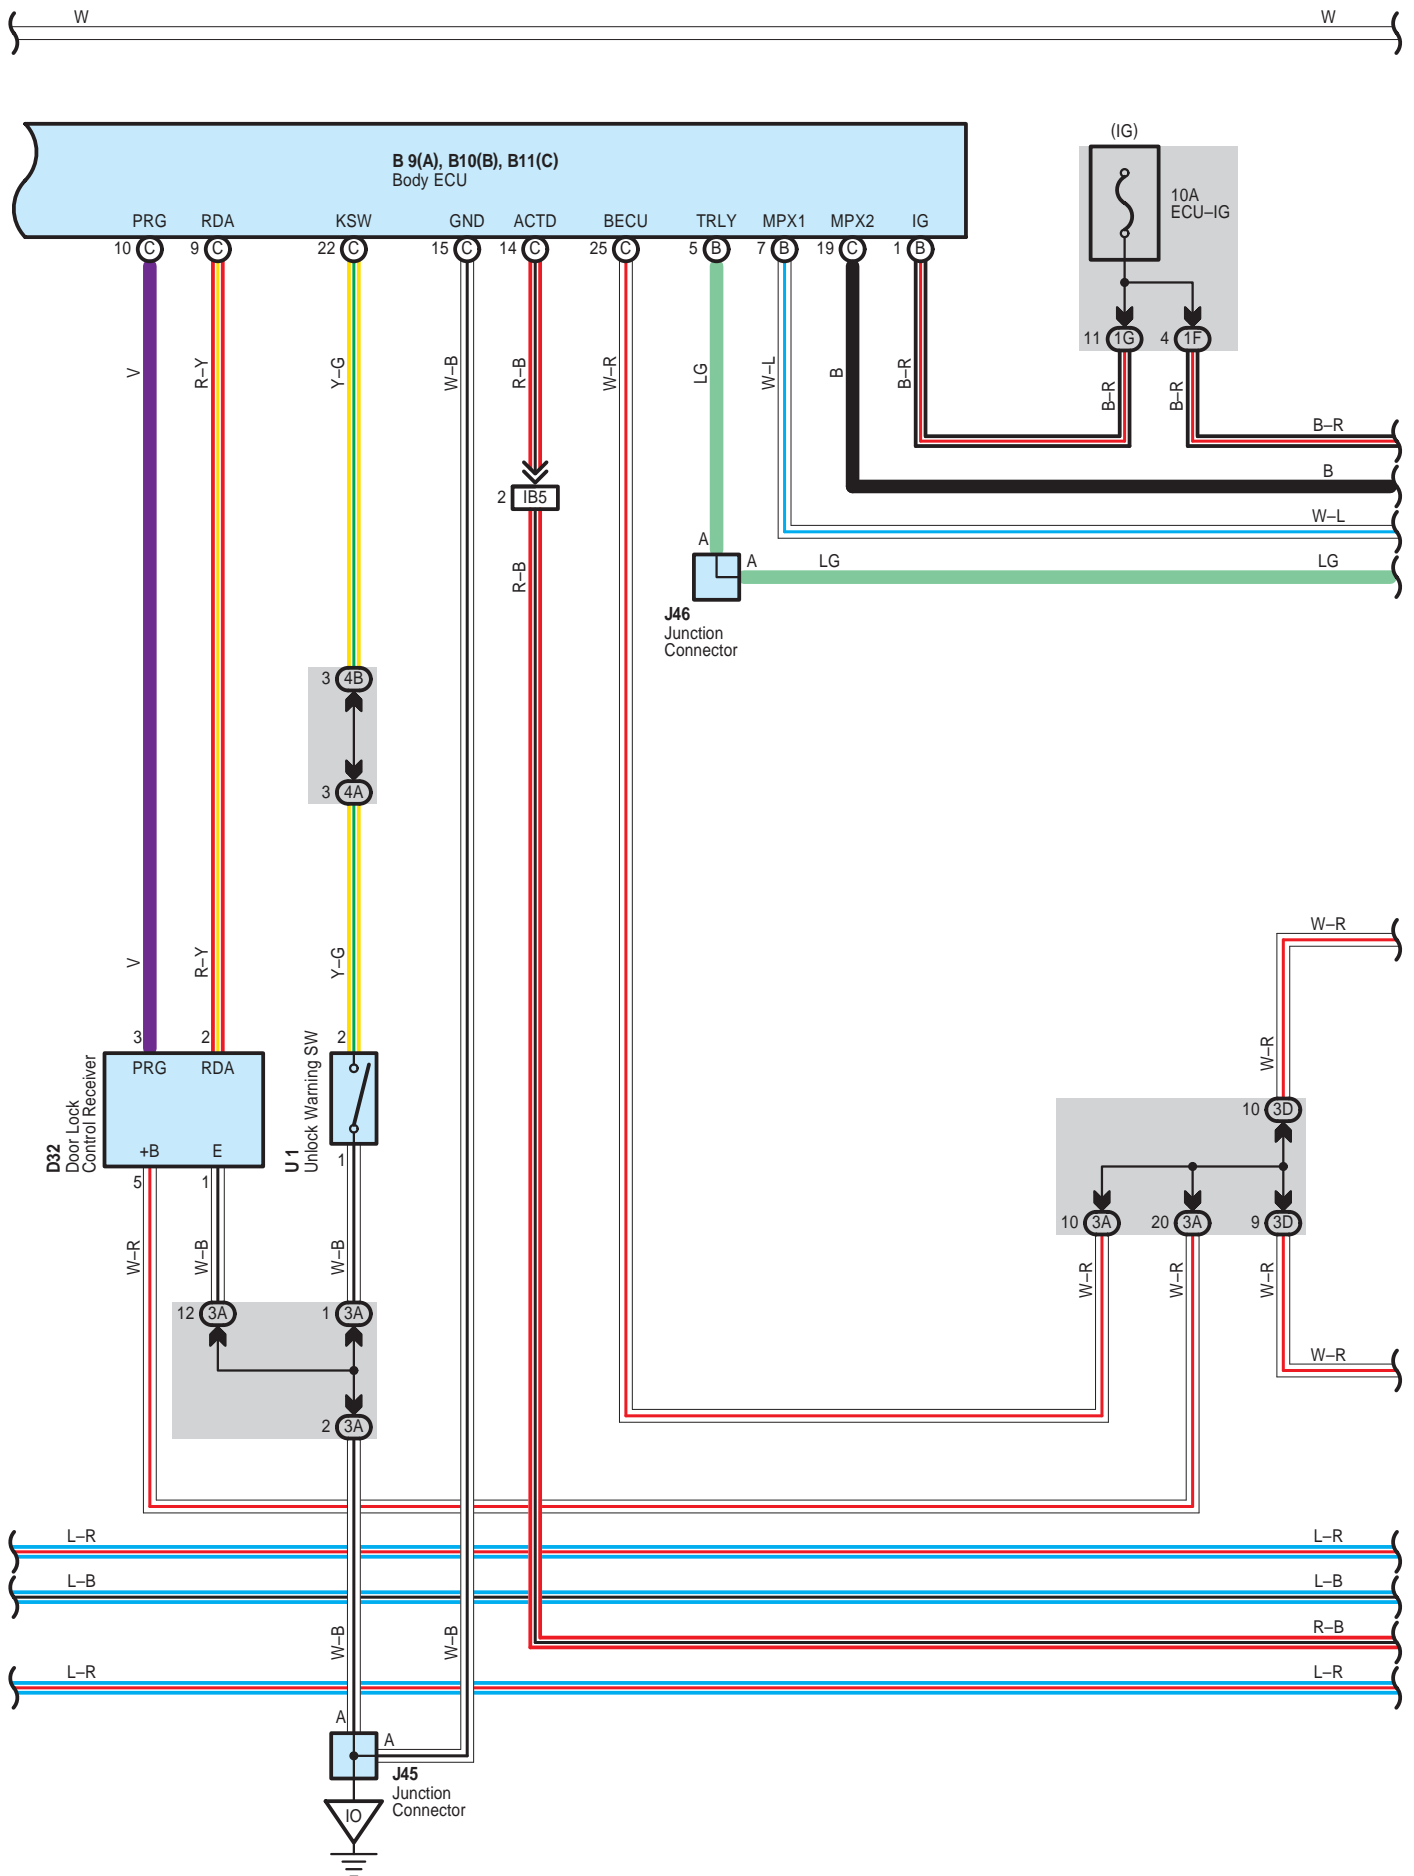 W W
(IG)
B 9(A), B10(B), B11(C)
Body ECU
10A
ECU–IG
PRG RDA KSW GND ACTD BECU TRLY MPX1 MPX2 IG
10 C 9 C 22 C 15 C 14 C 25 C 5 B 7 B 19 C 1 B
11 1G 4 1F
V R–Y Y–G W–B R–B W–R LG W–L B B–R B–R B–R
B–R
B
2 IB5
W–L
A
A LG LG
R–B
J46
Junction
Connector
3 4B
3 4A
W–R
V R–Y Y–G
3 2 2
W–R
PRG RDA
D32
Door Lock
Control Receiver
U 1
Unlock Warning SW
10 3D
+B E
5 1 1
10 3A 20 3A 9 3D
W–R W–B W–B
W–R W–R W–R
12 3A 1 3A
W–R
2 3A
L–R L–R
L–B L–B
W–B W–B
R–B
L–R L–R
A
A
J45
Junction
Connector
IO